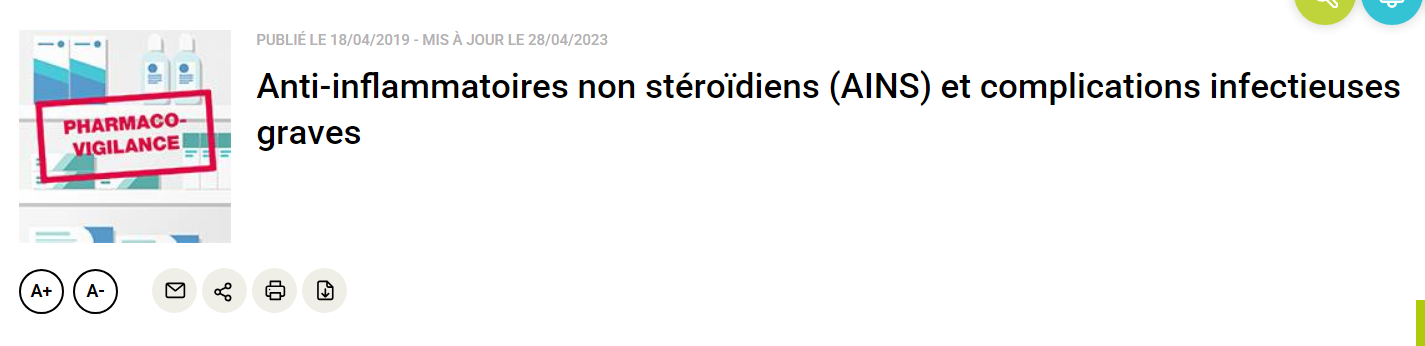 PUBLIÉ LE 18/04/2019 - MIS À JOUR LE 28/04/2023
Anti-inflammatoires non stéroïdiens (AINS) et complications infectieuses
graves
PHARMACO-
VIGILANCE
A+ A-